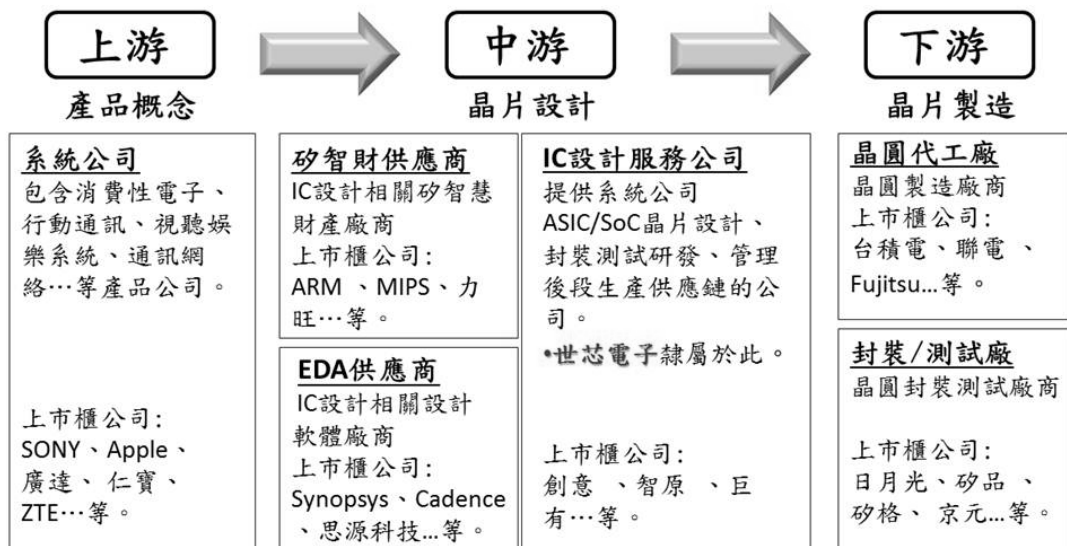 上游
中游
下游
產品概念
晶片設計
晶片製造
系統公司
包含消費性電子、
行動通訊、視聽娛
樂系統、通訊網
絡…等產品公司。
上市櫃公司:
SONY、Apple、
廣達、仁寶、
ZTE…等。
矽智財供應商
IC設計相關矽智慧
財產廠商
上市櫃公司:
ARM 、MIPS、力
旺…等。
EDA供應商
IC設計相關設計
軟體廠商
上市櫃公司:
Synopsys、Cadence
、思源科技...等。
IC設計服務公司
提供系統公司
ASIC/SoC晶片設計、
封裝測試研發、管理
後段生產供應鏈的公
司。
•世芯電子隸屬於此。
上市櫃公司:
創意 、智原 、巨
有…等。
晶圓代工廠
晶圓製造廠商
上市櫃公司:
台積電、聯電 、
Fujitsu...等。
封裝/測試廠
晶圓封裝測試廠商
上市櫃公司:
日月光、矽品 、
矽格、 京元...等。